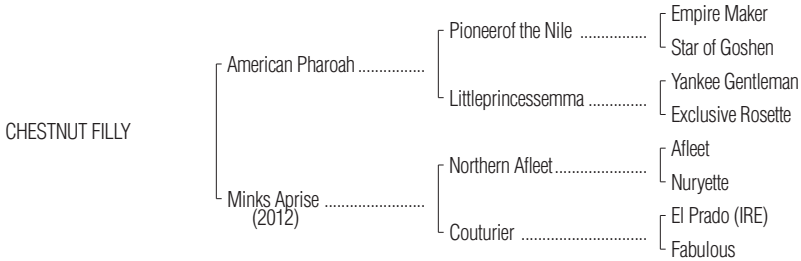 Empire Maker
Pioneerof the Nile ................
Star of Goshen
American Pharoah ................
Yankee Gentleman
Littleprincessemma ..............
Exclusive Rosette
CHESTNUT FILLY
Afleet
Northern Afleet......................
Nuryette
Minks Aprise ........................
(2012)
El Prado (IRE)
Couturier ..............................
Fabulous